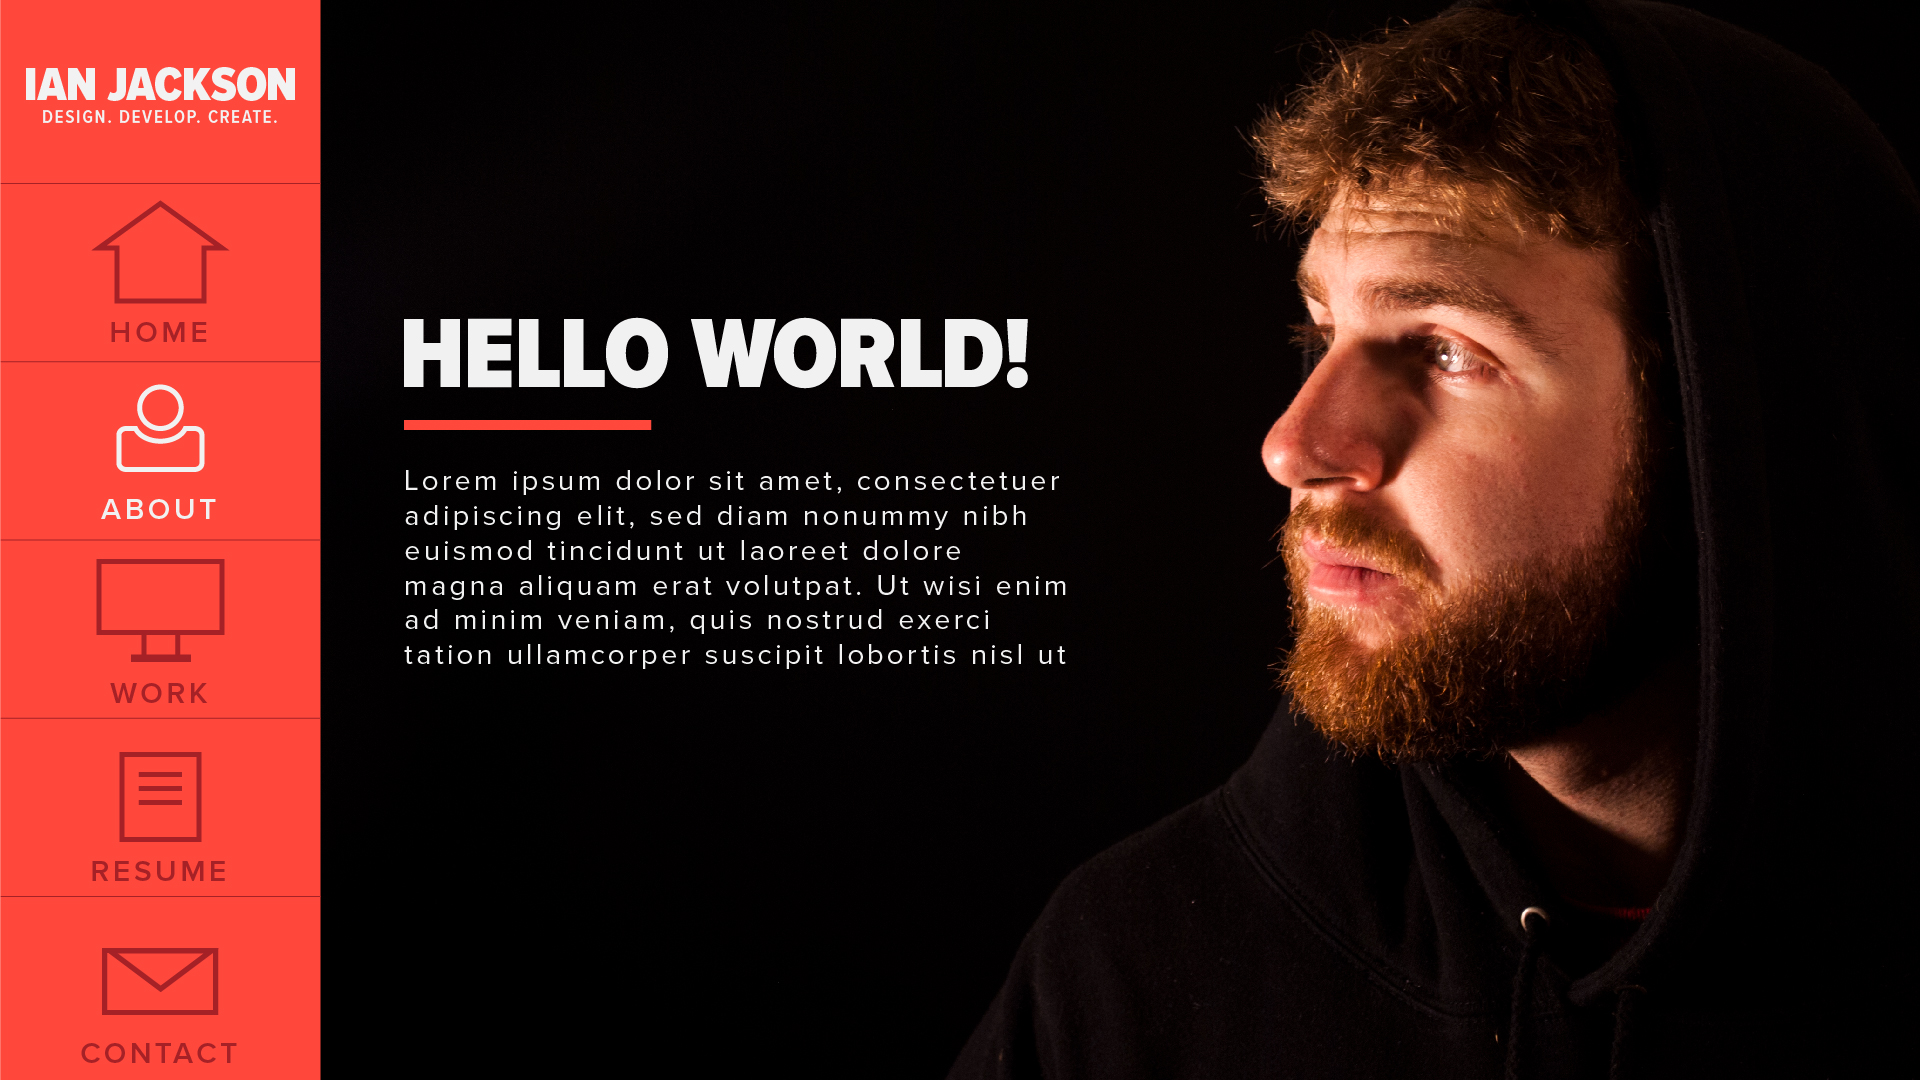 IAN JACKSON
DESIGN. DEVELOP. CREATE.
HOME
ABOUT
WORK
RESUME
CONTACT
HELLO WORLD!
Lorem ipsum dolor sit amet, consectetuer
adipiscing elit, sed diam nonummy nibh
euismod tincidunt ut laoreet dolore
magna aliquam erat volutpat. Ut wisi enim
ad minim veniam, quis nostrud exerci
tation ullamcorper suscipit lobortis nisl ut